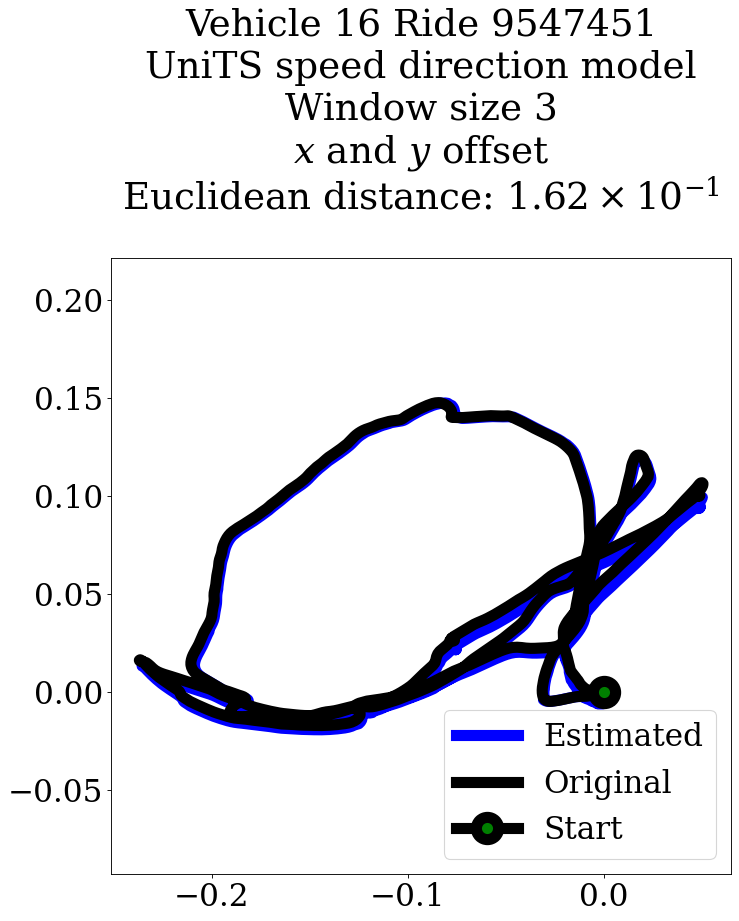 Vehicle 16 Ride 9547451
UniTS speed direction model
Window size 3
x and y offset
Euclidean distance: 1.62 × 10⁻¹
0.20
0.15
0.10
0.05
0.00
−0.05
Estimated
Original
Start
−0.2 −0.1 0.0